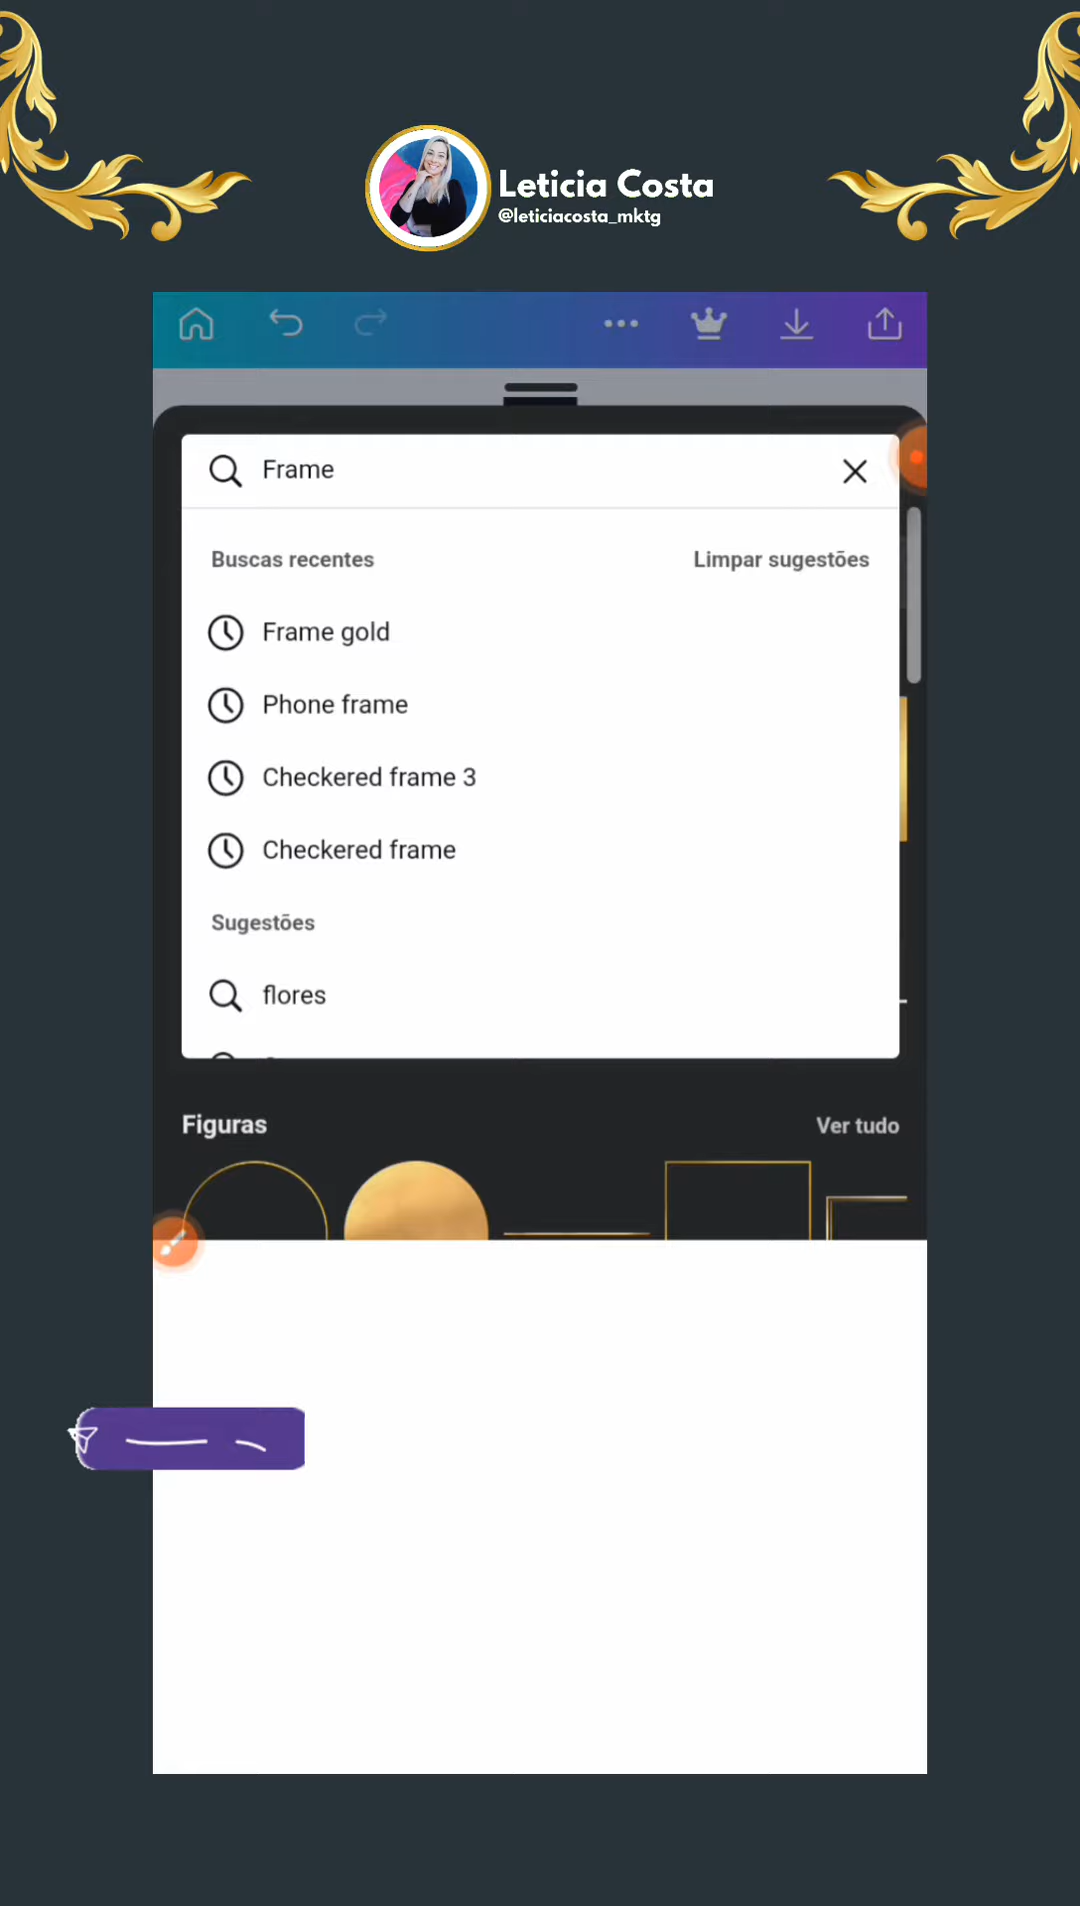 Leticia Costa
@leticiacosta_mktg
Frame
Buscas recentes
Limpar sugestões
Frame gold
Phone frame
Checkered frame 3
Checkered frame
Sugestões
flores
Figuras
Ver tudo